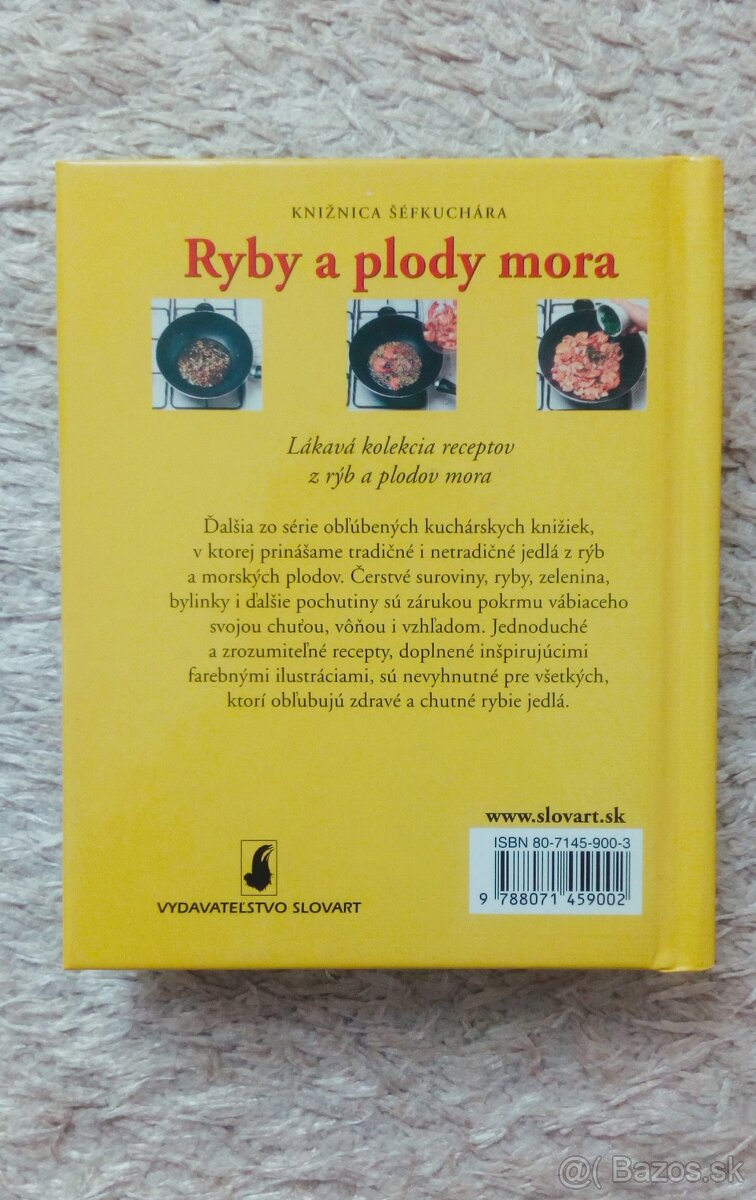 KNIŽNICA ŠÉFKUCHÁRA
Ryby a plody mora
Lákavá kolekcia receptov
z rýb a plodov mora
Ďalšia zo série obľúbených kuchárskych knižiek,
v ktorej prinášame tradičné i netradičné jedlá z rýb
a morských plodov. Čerstvé suroviny, ryby, zelenina,
bylinky i ďalšie pochutiny sú zárukou pokrmu vábiaceho
svojou chuťou, vôňou i vzhľadom. Jednoduché
a zrozumiteľné recepty, doplnené inšpirujúcimi
farebnými ilustráciami, sú nevyhnutné pre všetkých,
ktorí obľubujú zdravé a chutné rybie jedlá.
www.slovart.sk
ISBN 80-7145-900-3
9 788071 459002
VYDAVATEĽSTVO SLOVART
@( Bazos.sk